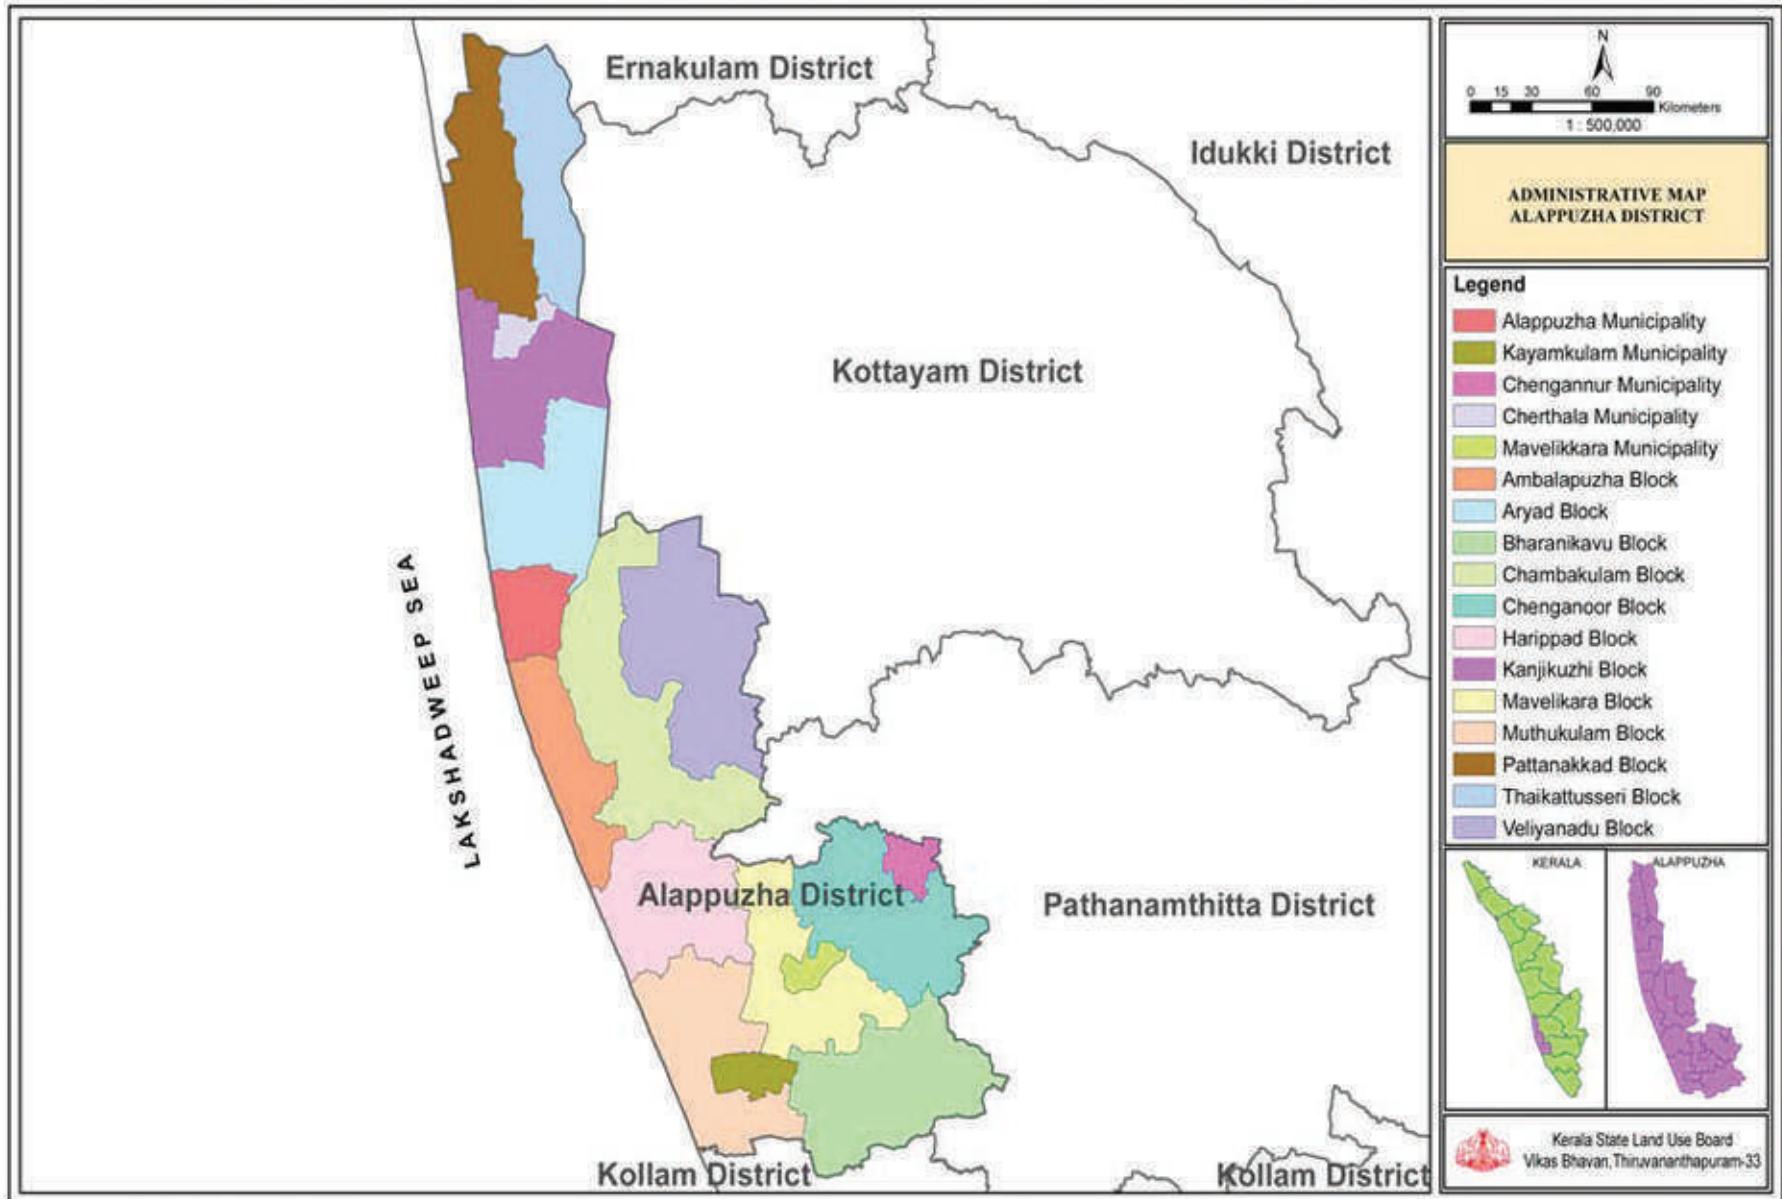 Ernakulam District
Idukki District
Kottayam District
LAKSHADWEEP SEA
Alappuzha District
Pathanamthitta District
Kollam District
Kollam District
N
0 15 30 60 90
Kilometers
1 : 500,000
ADMINISTRATIVE MAP
ALAPPUZHA DISTRICT
Legend
Alappuzha Municipality
Kayamkulam Municipality
Chengannur Municipality
Cherthala Municipality
Mavelikkara Municipality
Ambalapuzha Block
Aryad Block
Bharanikavu Block
Chambakulam Block
Chenganoor Block
Harippad Block
Kanjikuzhi Block
Mavelikara Block
Muthukulam Block
Pattanakkad Block
Thaikattusseri Block
Veliyanadu Block
KERALA
ALAPPUZHA
Kerala State Land Use Board
Vikas Bhavan,Thiruvananthapuram-33